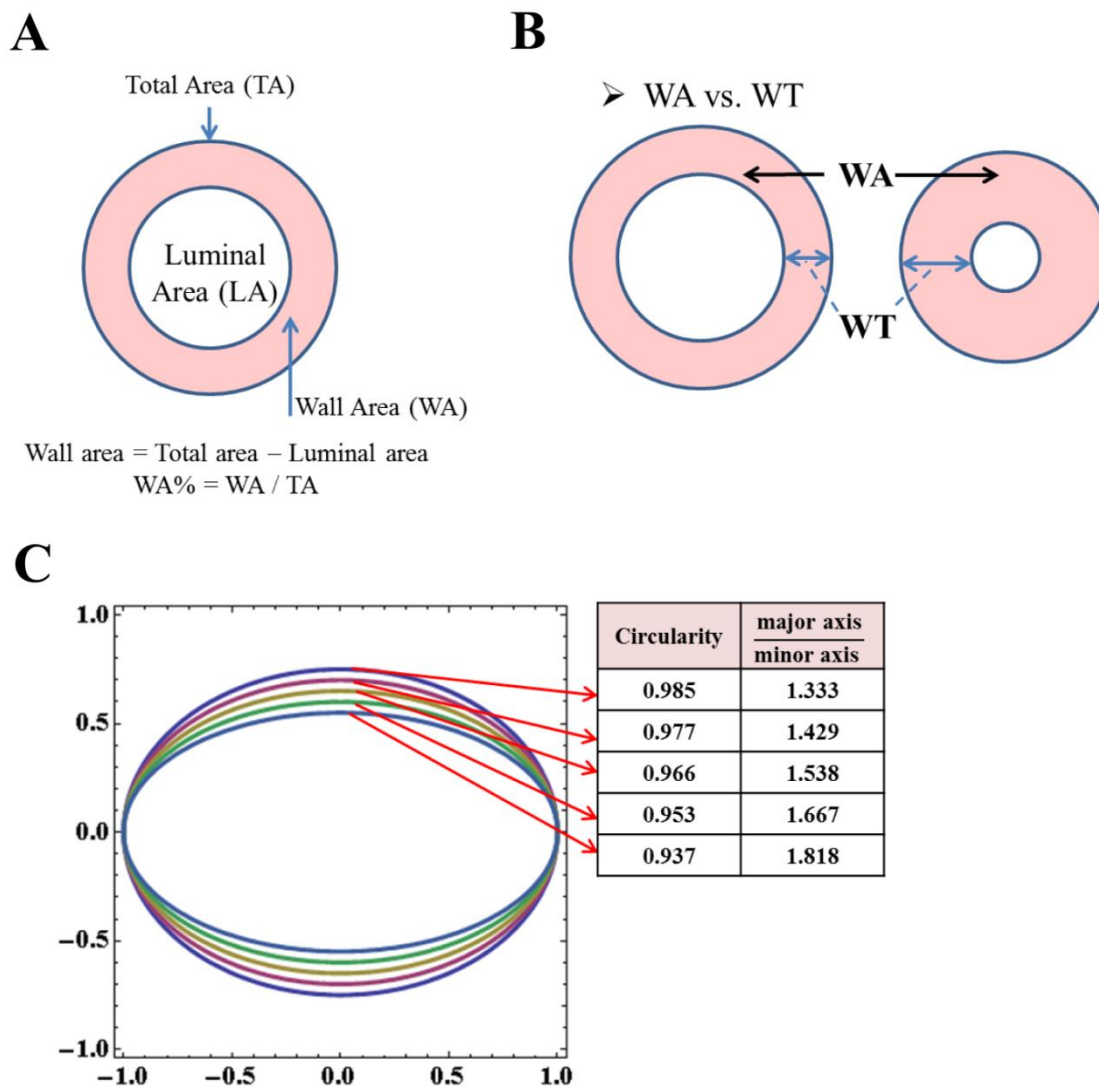 A
Total Area (TA)
Luminal
Area (LA)
Wall Area (WA)
Wall area = Total area – Luminal area
WA% = WA / TA
B
➢ WA vs. WT
WA
WT
C
1.0
0.5
0.0
−0.5
−1.0
−1.0 −0.5 0.0 0.5 1.0
Circularity major axis
minor axis
0.985 1.333
0.977 1.429
0.966 1.538
0.953 1.667
0.937 1.818